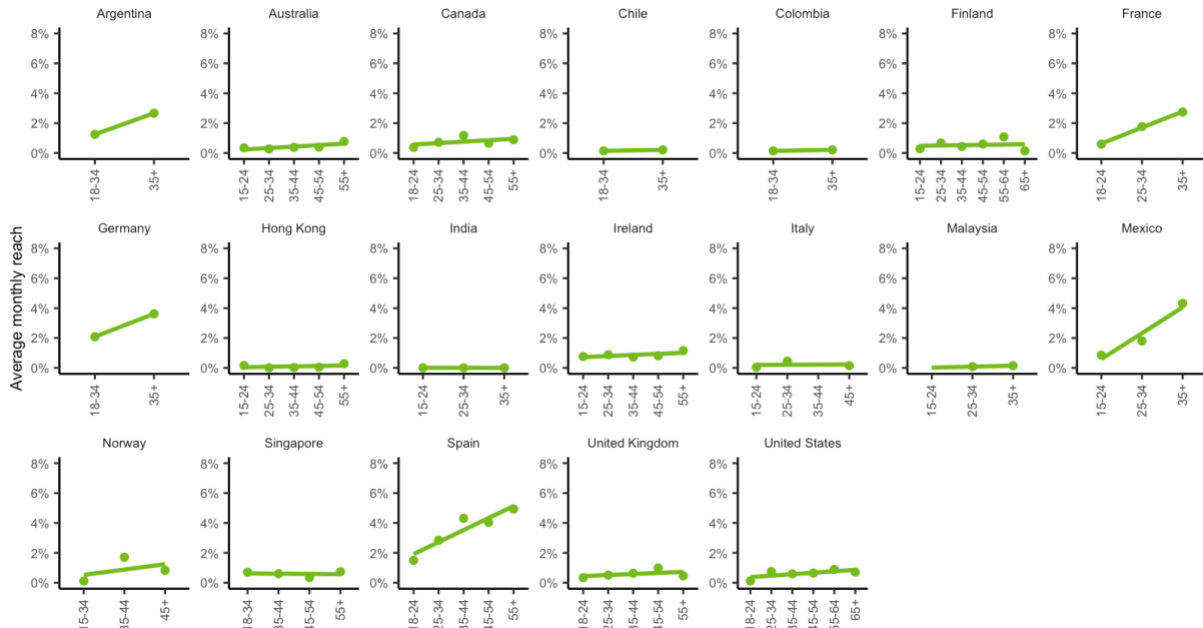 Argentina Australia Canada Chile Colombia Finland France
8% 8% 8% 8% 8% 8% 8%
6% 6% 6% 6% 6% 6% 6%
4% 4% 4% 4% 4% 4% 4%
2% 2% 2% 2% 2% 2% 2%
0% 0% 0% 0% 0% 0% 0%
18-34 35+ 15-24 25-34 35-44 45-54 55+ 18-24 25-34 35-44 45-54 55+ 18-34 35+ 18-34 35+ 15-24 25-34 35-44 45-54 55-64 65+ 18-24 25-34 35+
Average monthly reach
Germany Hong Kong India Ireland Italy Malaysia Mexico
8% 8% 8% 8% 8% 8% 8%
6% 6% 6% 6% 6% 6% 6%
4% 4% 4% 4% 4% 4% 4%
2% 2% 2% 2% 2% 2% 2%
0% 0% 0% 0% 0% 0% 0%
18-34 35+ 15-24 25-34 35-44 45-54 55+ 15-24 25-34 35+ 15-24 25-34 35-44 45-54 55+ 15-24 25-34 35-44 45+ 15-24 25-34 35+ 15-24 25-34 35+
Norway Singapore Spain United Kingdom United States
8% 8% 8% 8% 8%
6% 6% 6% 6% 6%
4% 4% 4% 4% 4%
2% 2% 2% 2% 2%
0% 0% 0% 0% 0%
15-34 35-44 45+ 18-34 35-44 45-54 55+ 18-24 25-34 35-44 45-54 55+ 18-24 25-34 35-44 45-54 55+ 18-24 25-34 35-44 45-54 55-64 65+